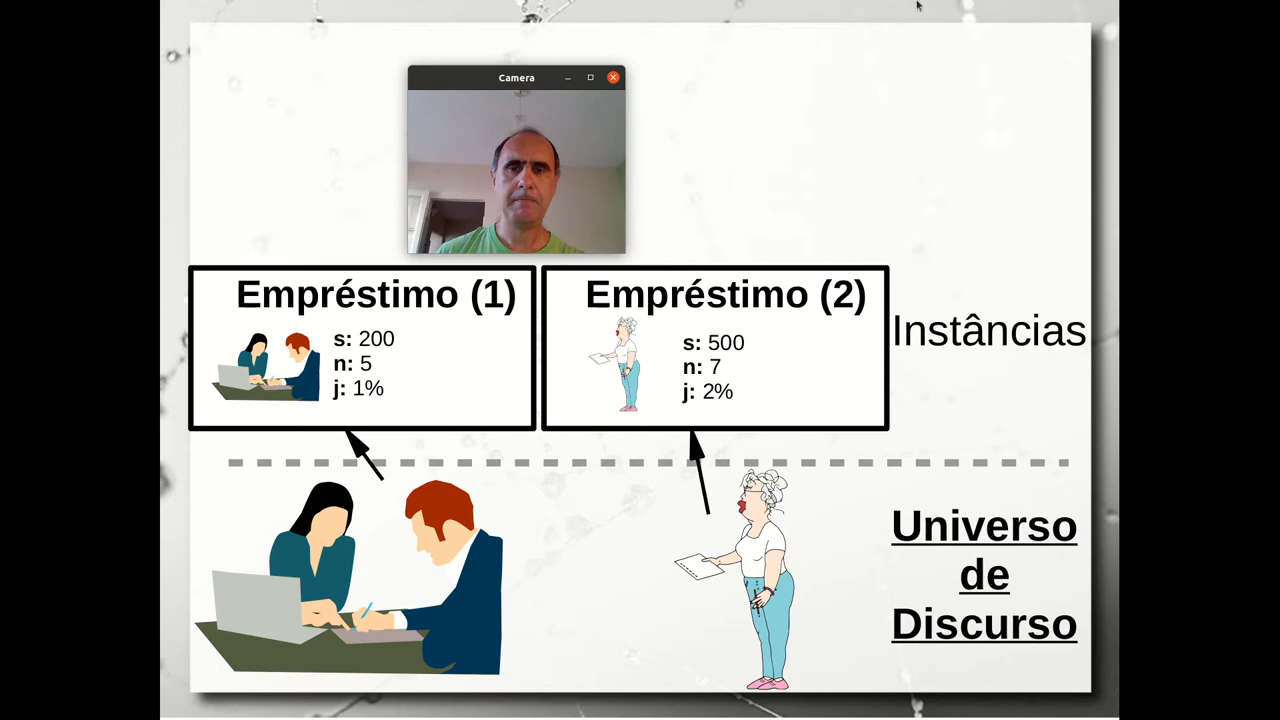 Camera
Empréstimo (1)
s: 200
n: 5
j: 1%
Empréstimo (2)
s: 500
n: 7
j: 2%
Instâncias
Universo
de
Discurso